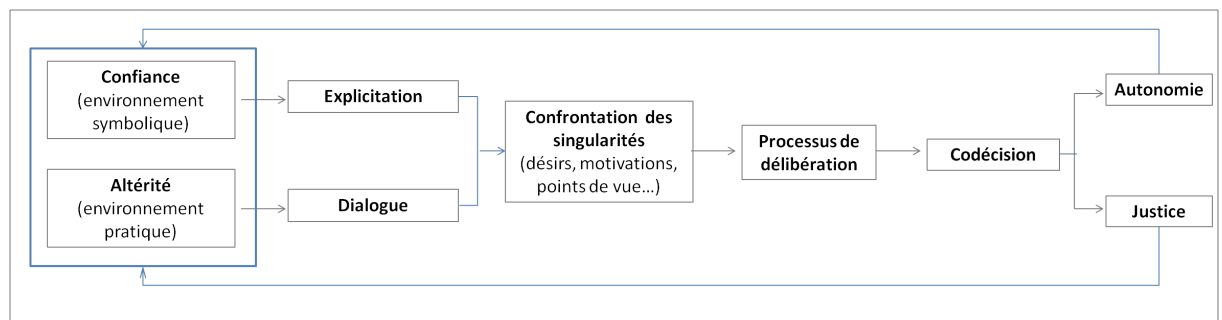 Confiance
(environnement
symbolique)
Altérité
(environnement
pratique)
Explicitation
Dialogue
Confrontation des
singularités
(désirs, motivations,
points de vue...)
Processus de
délibération
Codécision
Autonomie
Justice